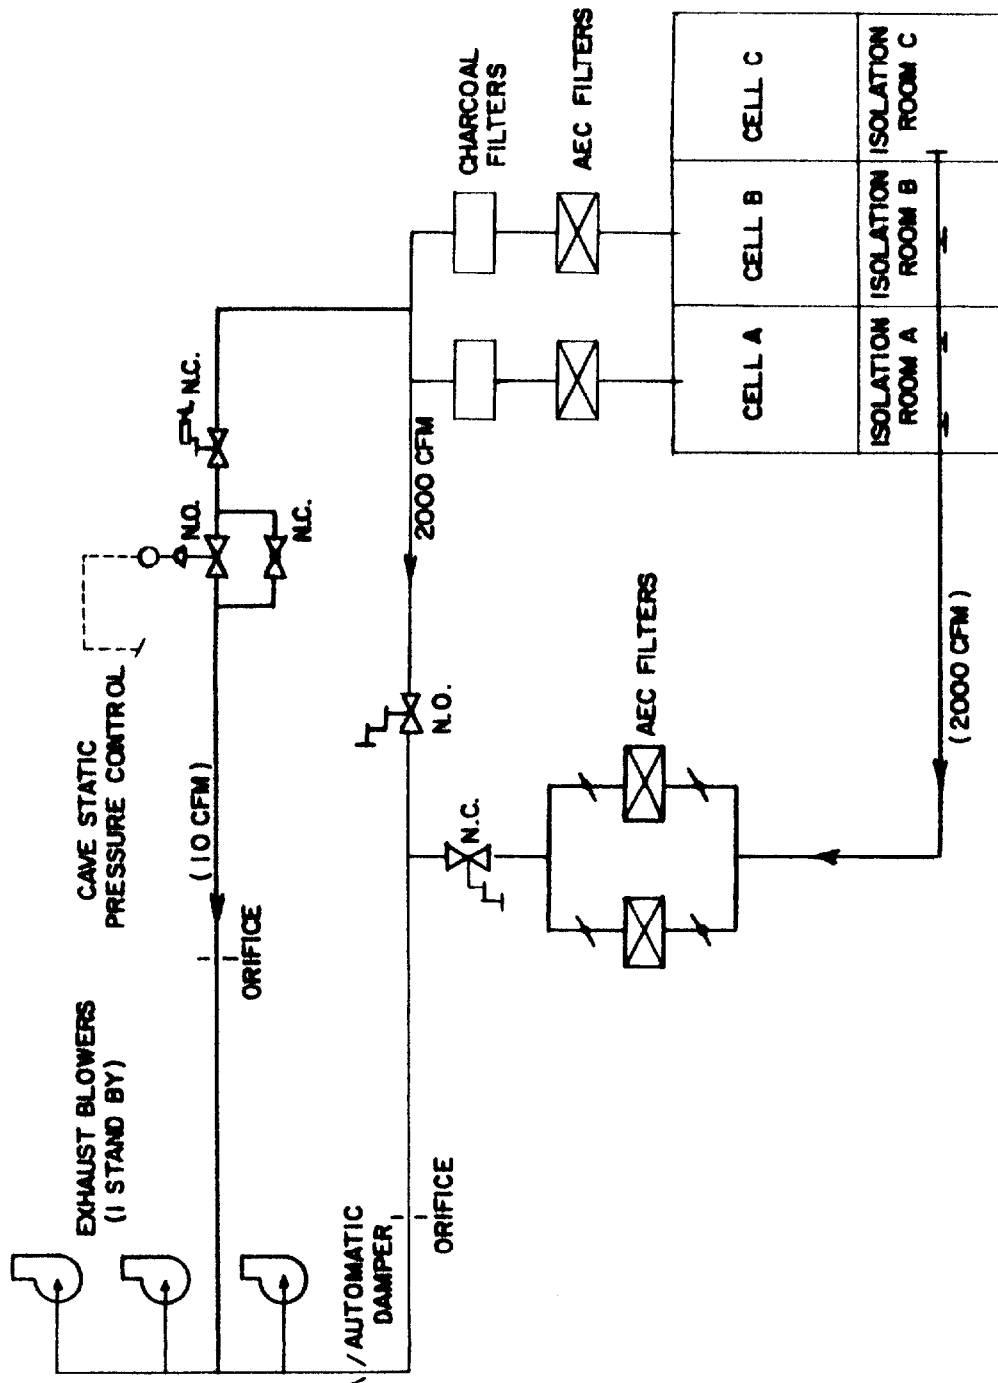 EXHAUST BLOWERS
(1 STAND BY)
CAVE STATIC
PRESSURE CONTROL
N.O.
N.C.
N.C.
(10 CFM)
ORIFICE
CHARCOAL
FILTERS
AEC FILTERS
2000 CFM
N.O.
AUTOMATIC
DAMPER
ORIFICE
N.C.
AEC FILTERS
CELL A
CELL B
CELL C
ISOLATION
ROOM A
ISOLATION
ROOM B
ISOLATION
ROOM C
(2000 CFM)